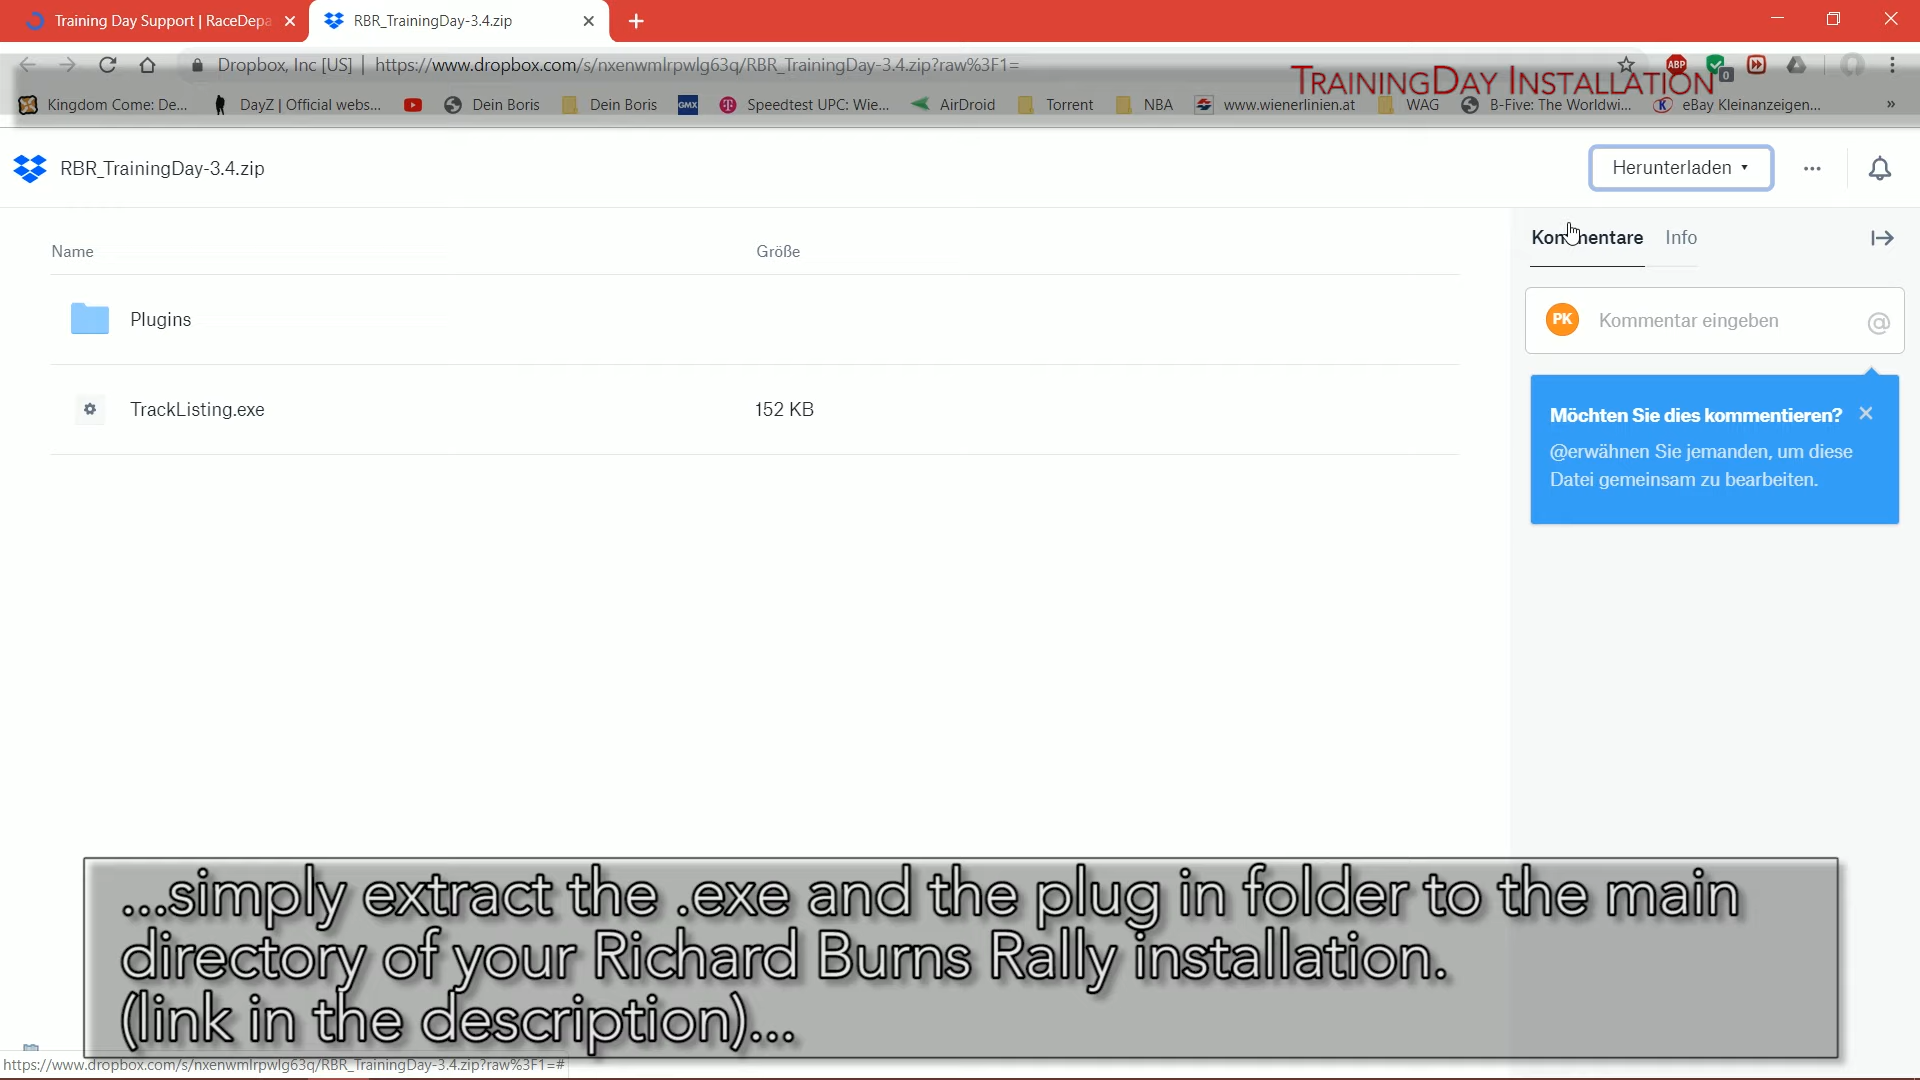 Training Day Support | RaceDepa
RBR_TrainingDay-3.4.zip
Dropbox, Inc [US] | https://www.dropbox.com/s/nxenwmlrpwlg63q/RBR_TrainingDay-3.4.zip?raw%3F1=
TRAININGDAY INSTALLATION
ABP
0
Kingdom Come: De...
DayZ | Official webs...
Dein Boris
Dein Boris
GMX
Speedtest UPC: Wie...
AirDroid
Torrent
NBA
www.wienerlinien.at
WAG
B-Five: The Worldwi...
K
eBay Kleinanzeigen...
»
RBR_TrainingDay-3.4.zip
Herunterladen
Kommentare
Info
Name
Größe
Plugins
PK
Kommentar eingeben
@
TrackListing.exe
152 KB
Möchten Sie dies kommentieren?
@erwähnen Sie jemanden, um diese
Datei gemeinsam zu bearbeiten.
...simply extract the .exe and the plug in folder to the main
directory of your Richard Burns Rally installation.
(link in the description)...
https://www.dropbox.com/s/nxenwmlrpwlg63q/RBR_TrainingDay-3.4.zip?raw%3F1=#